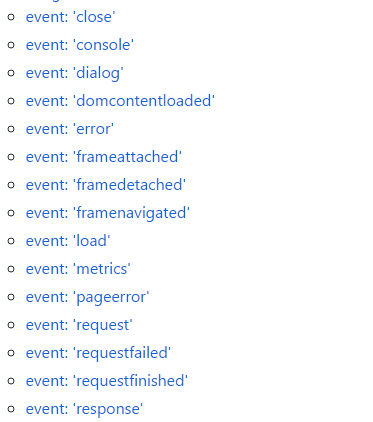 event: 'close'
event: 'console'
event: 'dialog'
event: 'domcontentloaded'
event: 'error'
event: 'frameattached'
event: 'framedetached'
event: 'framenavigated'
event: 'load'
event: 'metrics'
event: 'pageerror'
event: 'request'
event: 'requestfailed'
event: 'requestfinished'
event: 'response'